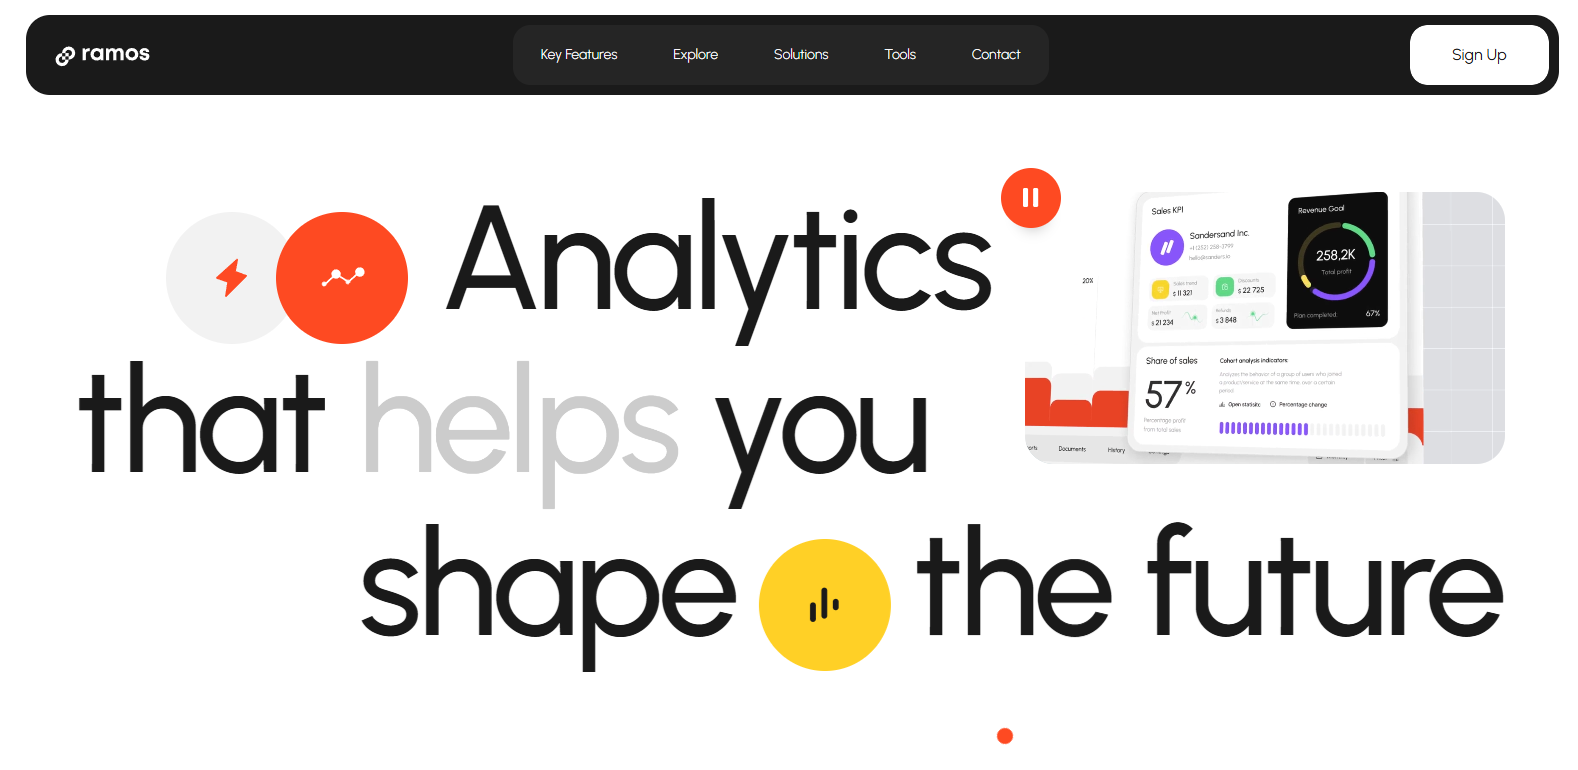 ramos
Key Features
Explore
Solutions
Tools
Contact
Sign Up
Analytics
that helps you
shape the future
20%
Sales KPI
Sandersand Inc.
+1 (252) 258-3799
hello@sanders.io
Sales trend
$ 11 321
Discounts
$ 22 725
Net Profit
$ 21 234
Refunds
$ 3 848
Revenue Goal
258,2K
Total profit
Plan completed:
67%
Share of sales
57%
Percentage profit
from total sales
Cohort analysis indicators
Analyzes the behavior of a group of users who joined
a product/service at the same time. over a certain
period.
Open statisitc
Percentage change
Documents
History